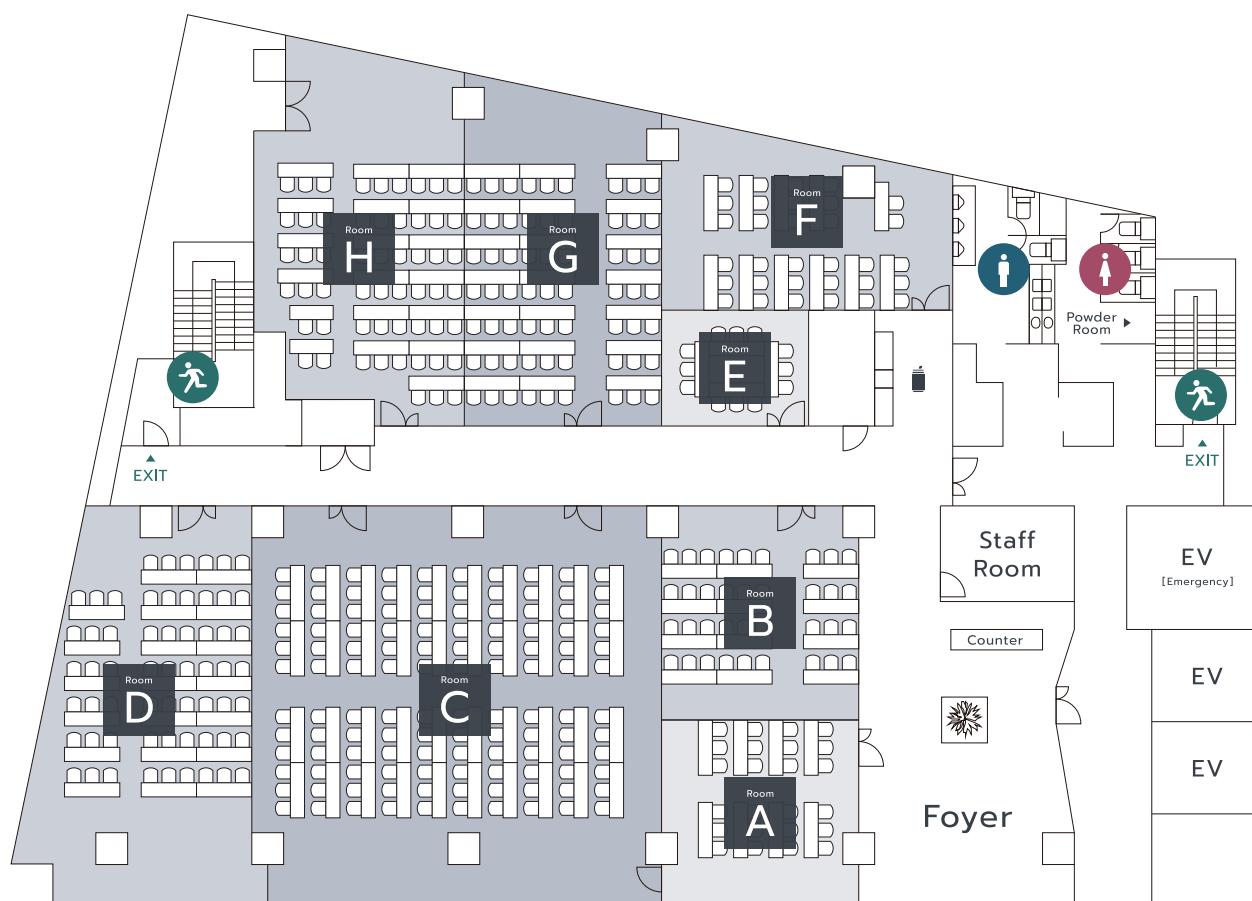 Room
F
Room
H
Room
G
Powder
Room
Room
E
EXIT
EXIT
Staff
Room
EV
[Emergency]
Room
B
Counter
Room
D
Room
C
EV
EV
Room
A
Foyer